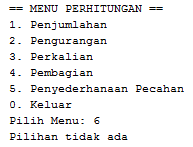 == MENU PERHITUNGAN ==
1. Penjumlahan
2. Pengurangan
3. Perkalian
4. Pembagian
5. Penyederhanaan Pecahan
0. Keluar
Pilih Menu: 6
Pilihan tidak ada